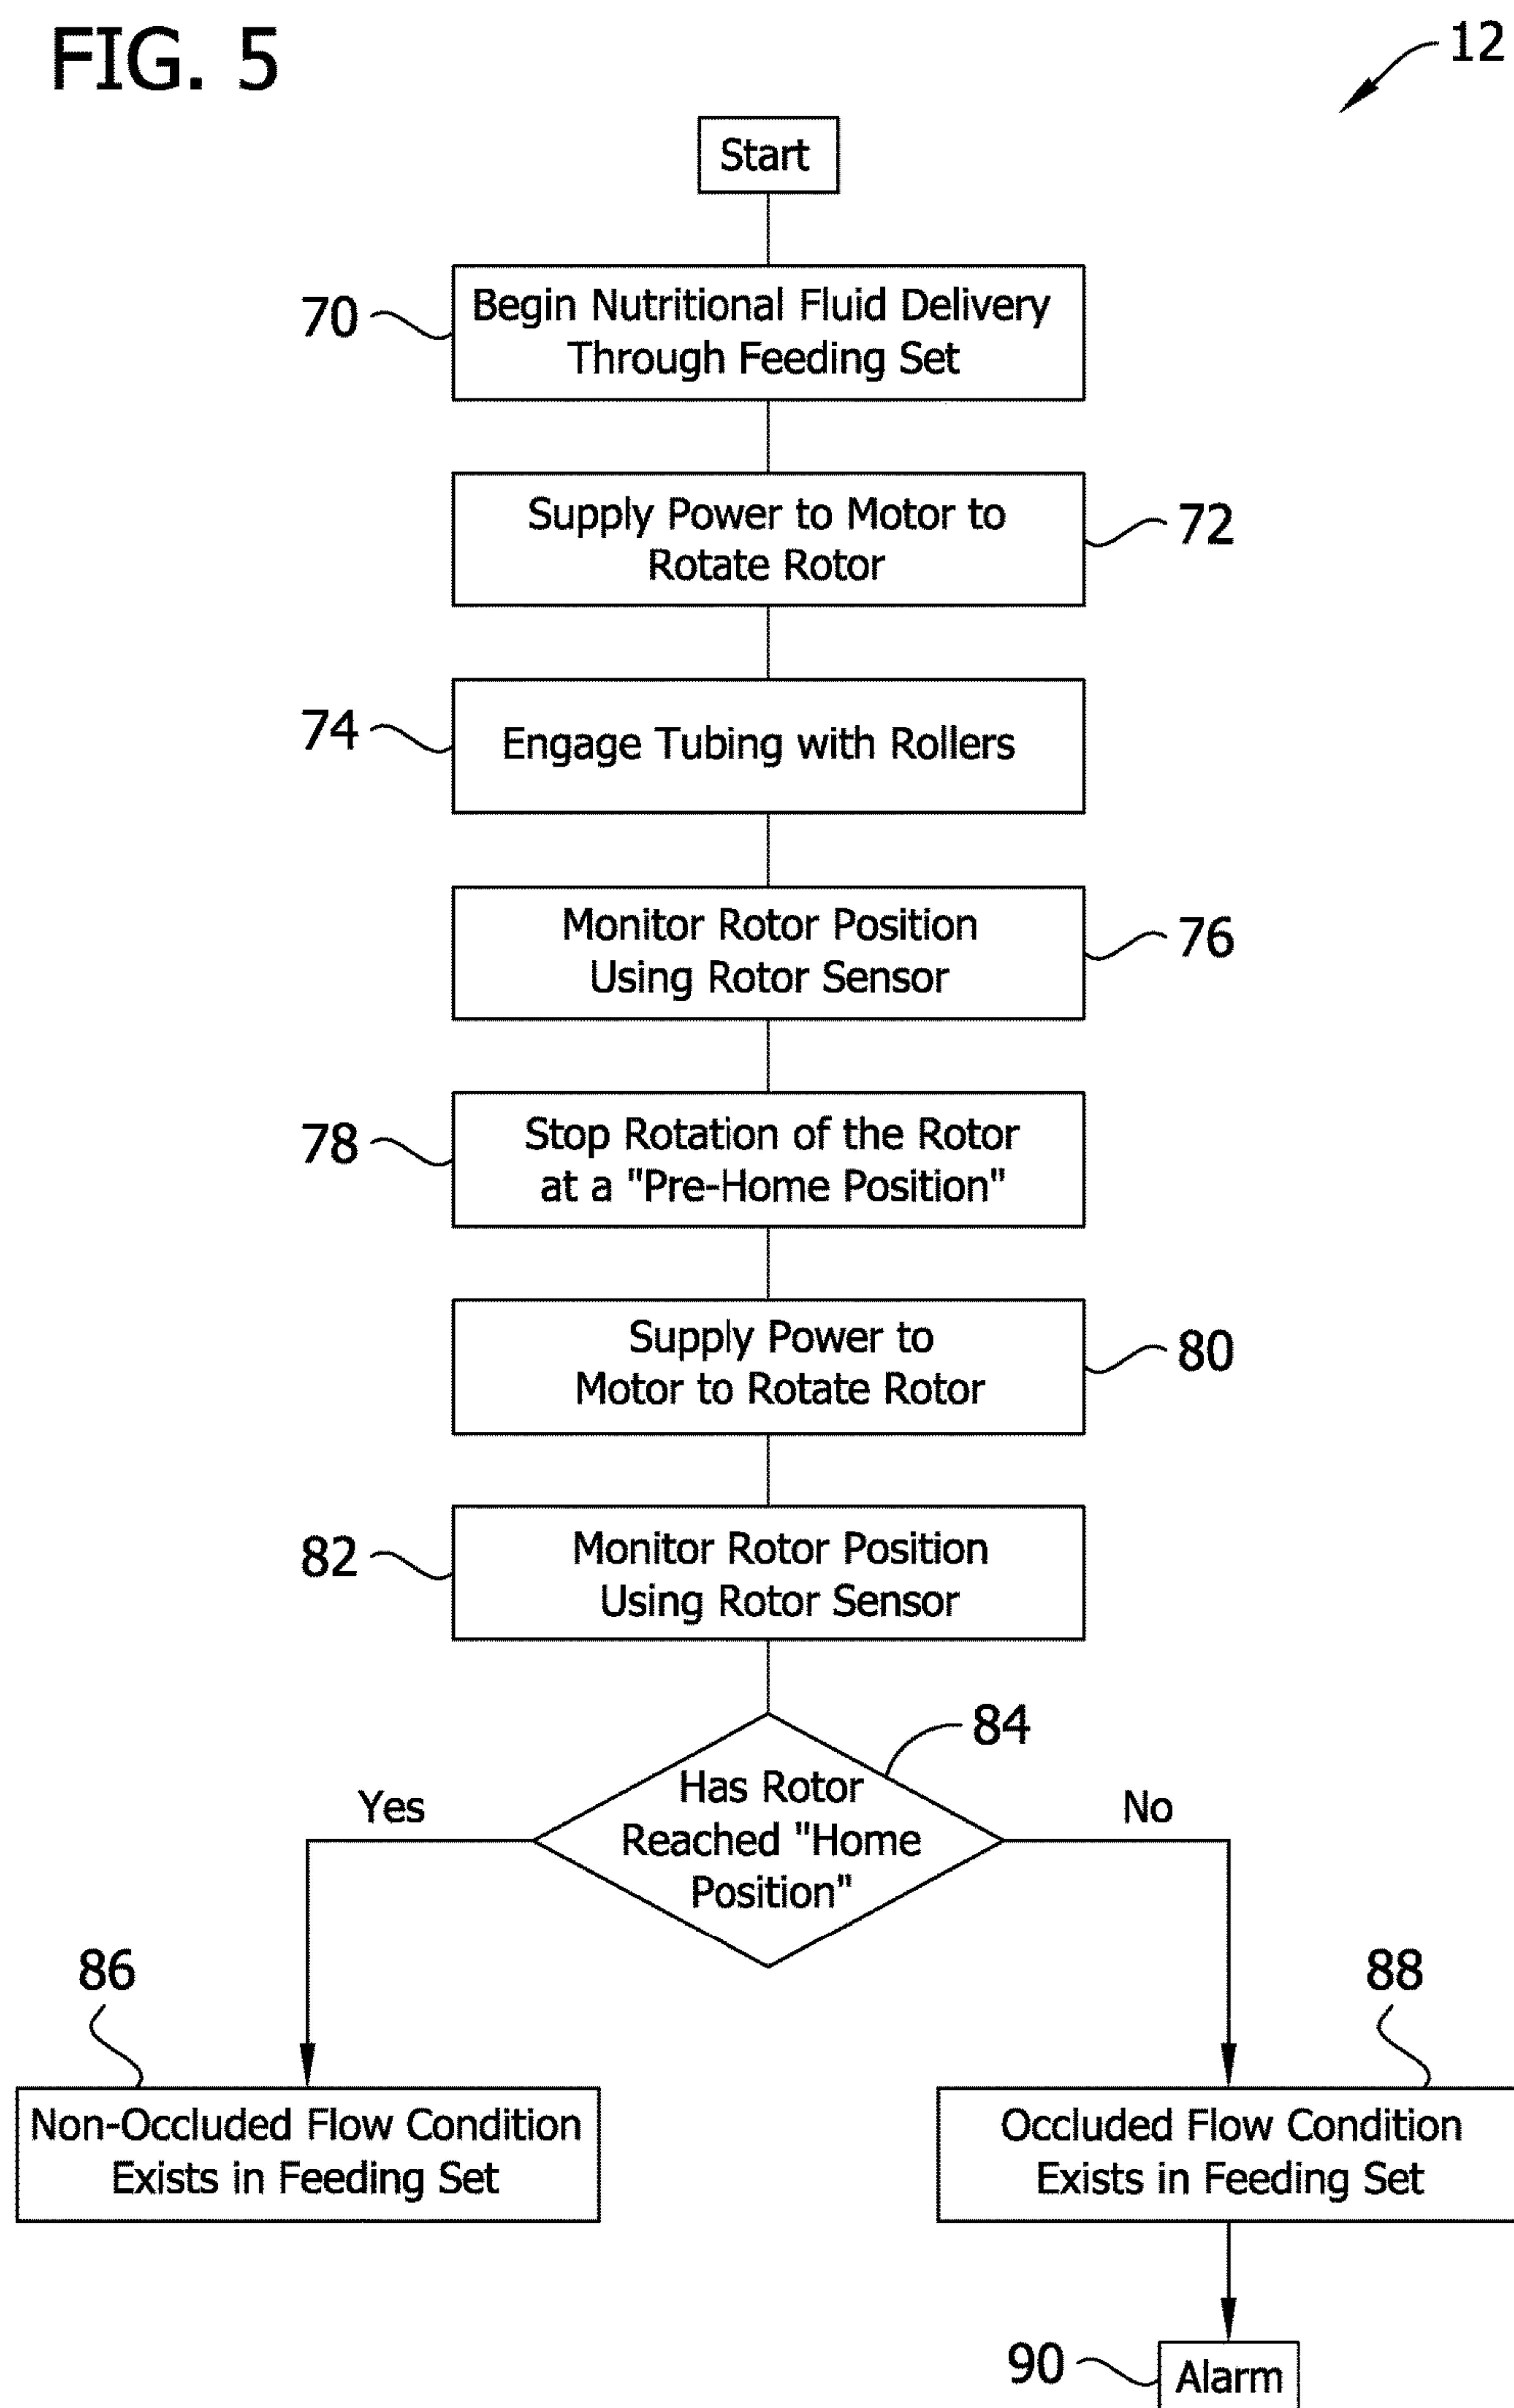 FIG. 5
12
Start
70
Begin Nutritional Fluid Delivery
Through Feeding Set
Supply Power to Motor to
Rotate Rotor
72
74
Engage Tubing with Rollers
Monitor Rotor Position
Using Rotor Sensor
76
78
Stop Rotation of the Rotor
at a "Pre-Home Position"
Supply Power to
Motor to Rotate Rotor
80
82
Monitor Rotor Position
Using Rotor Sensor
84
Has Rotor
Reached "Home
Position"
Yes
No
86
88
Non-Occluded Flow Condition
Exists in Feeding Set
Occluded Flow Condition
Exists in Feeding Set
90
Alarm